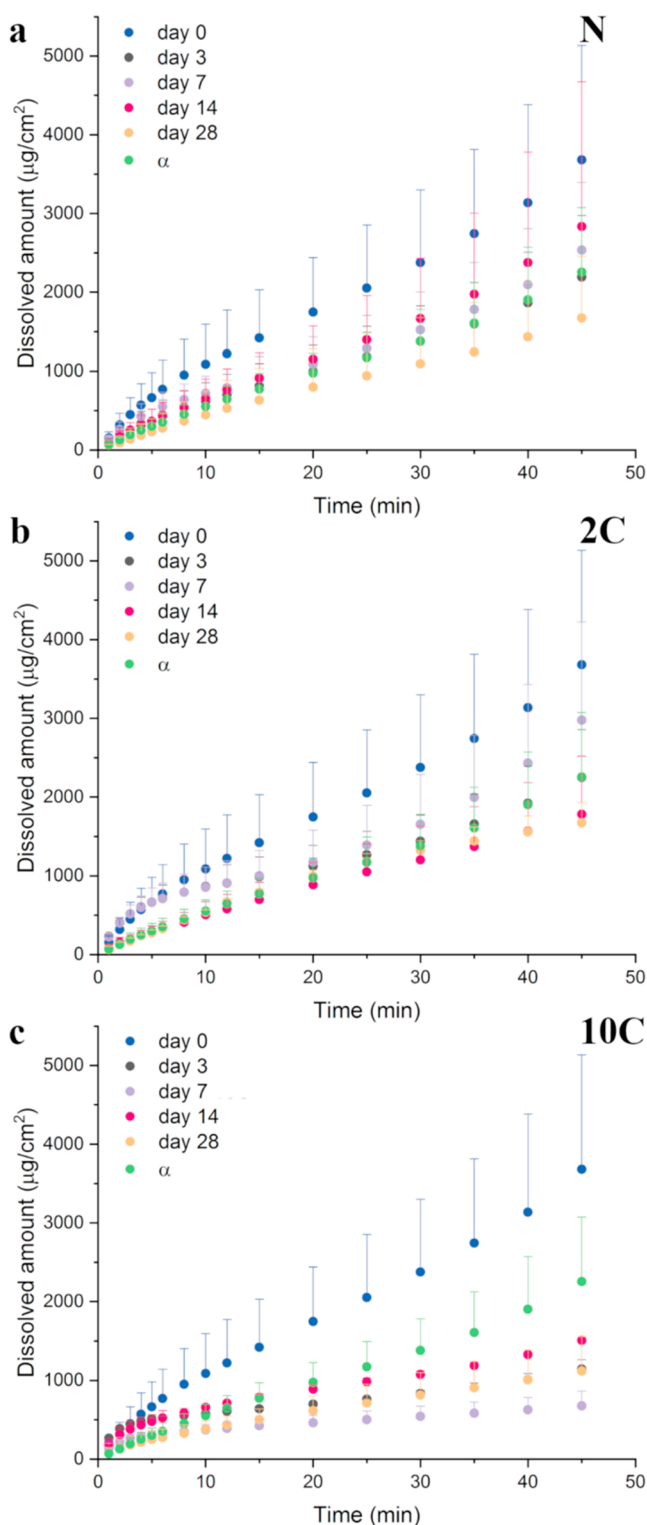 a
N
day 0
day 3
day 7
day 14
day 28
α
5000
4000
3000
2000
1000
0
Dissolved amount (µg/cm²)
0 10 20 30 40 50
Time (min)
b
2C
day 0
day 3
day 7
day 14
day 28
α
5000
4000
3000
2000
1000
0
Dissolved amount (µg/cm²)
0 10 20 30 40 50
Time (min)
c
10C
day 0
day 3
day 7
day 14
day 28
α
5000
4000
3000
2000
1000
0
Dissolved amount (µg/cm²)
0 10 20 30 40 50
Time (min)